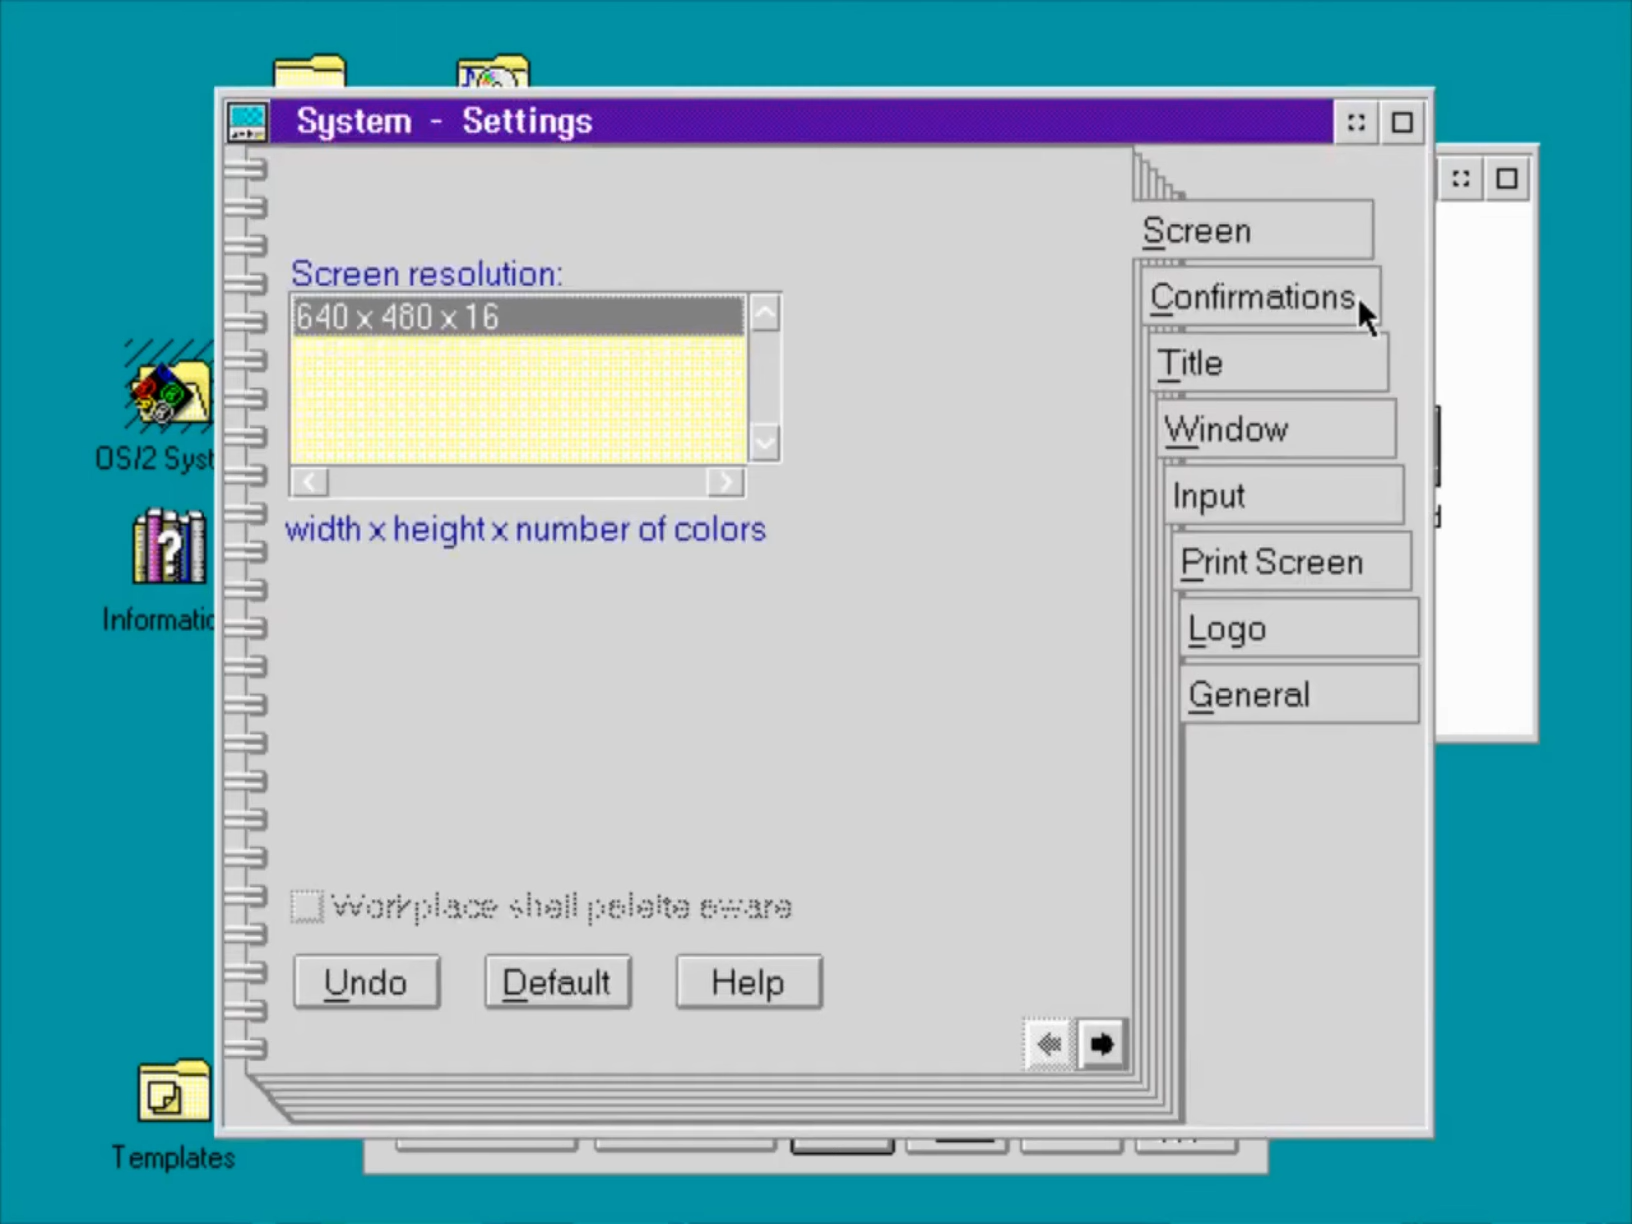 System - Settings
Screen resolution:
640 x 480 x 16
width x height x number of colors
Workplace shell palette aware
Undo
Default
Help
Screen
Confirmations
Title
Window
Input
Print Screen
Logo
General
OS/2 Syst
Informatio
Templates